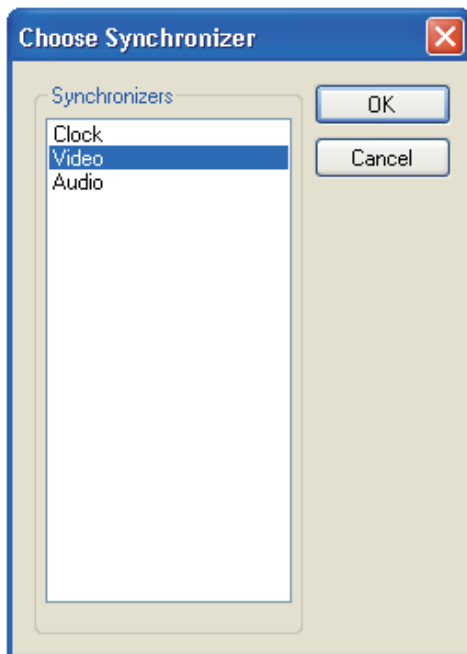 Choose Synchronizer
Synchronizers
Clock
Video
Audio
OK
Cancel